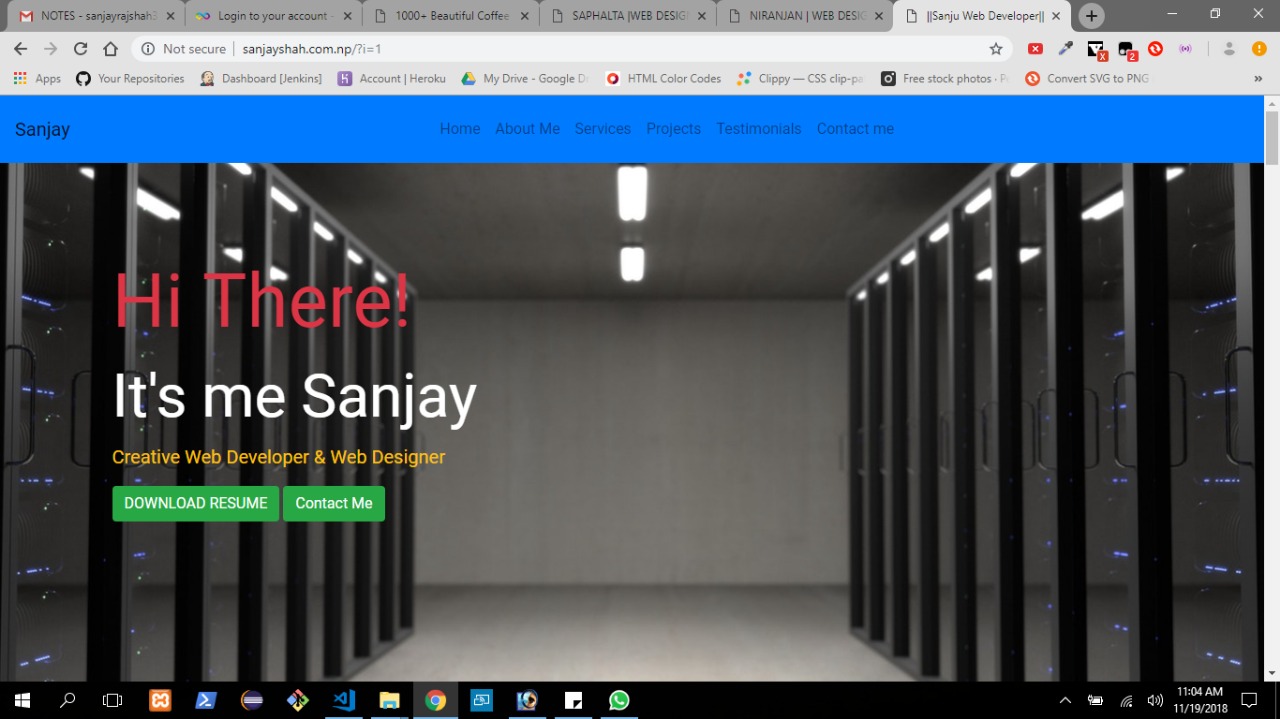 NOTES - sanjayrajshah3
Login to your account -
1000+ Beautiful Coffee
SAPHALTA |WEB DESIG
NIRANJAN | WEB DESIG
||Sanju Web Developer||
Not secure | sanjayshah.com.np/?i=1
X
2
Apps
Your Repositories
Dashboard [Jenkins]
Account | Heroku
My Drive - Google D
HTML Color Codes
Clippy — CSS clip-pa
Free stock photos · P
Convert SVG to PNG
»
Sanjay
Home
About Me
Services
Projects
Testimonials
Contact me
Hi There!
It's me Sanjay
Creative Web Developer & Web Designer
DOWNLOAD RESUME
Contact Me
11:04 AM
11/19/2018